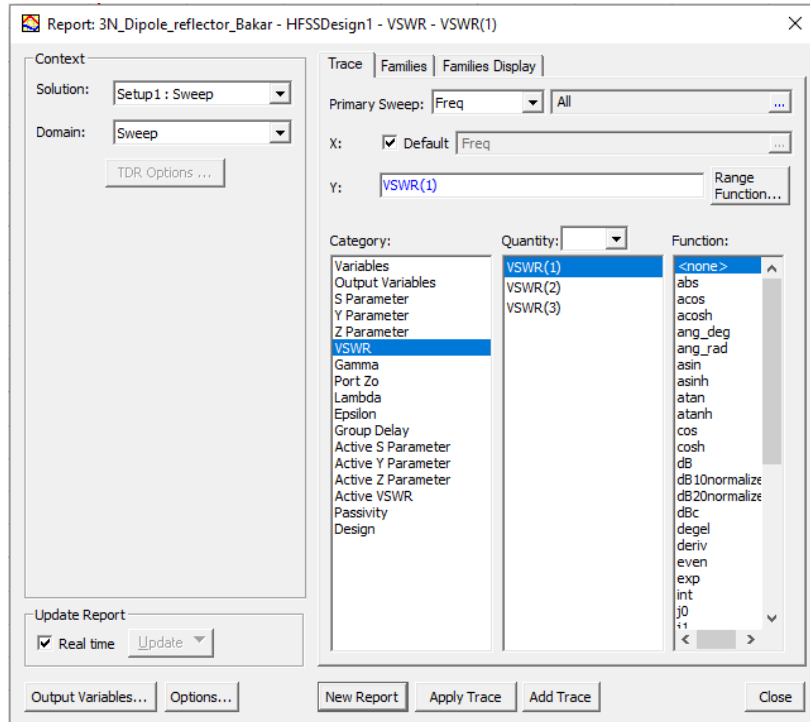 Report: 3N_Dipole_reflector_Bakar - HFSSDesign1 - VSWR - VSWR(1)
Context
Solution: Setup1 : Sweep
Domain: Sweep
TDR Options ...
Trace Families Families Display
Primary Sweep: Freq All ...
X: Default Freq ...
Y: VSWR(1)
Range
Function...
Category:
Variables
Output Variables
S Parameter
Y Parameter
Z Parameter
VSWR
Gamma
Port Zo
Lambda
Epsilon
Group Delay
Active S Parameter
Active Y Parameter
Active Z Parameter
Active VSWR
Passivity
Design
Quantity:
VSWR(1)
VSWR(2)
VSWR(3)
Function:
<none>
abs
acos
acosh
ang_deg
ang_rad
asin
asinh
atan
atanh
cos
cosh
dB
dB10normalize
dB20normalize
dBc
degel
deriv
even
exp
int
j0
Update Report
Real time Update
Output Variables... Options... New Report Apply Trace Add Trace Close